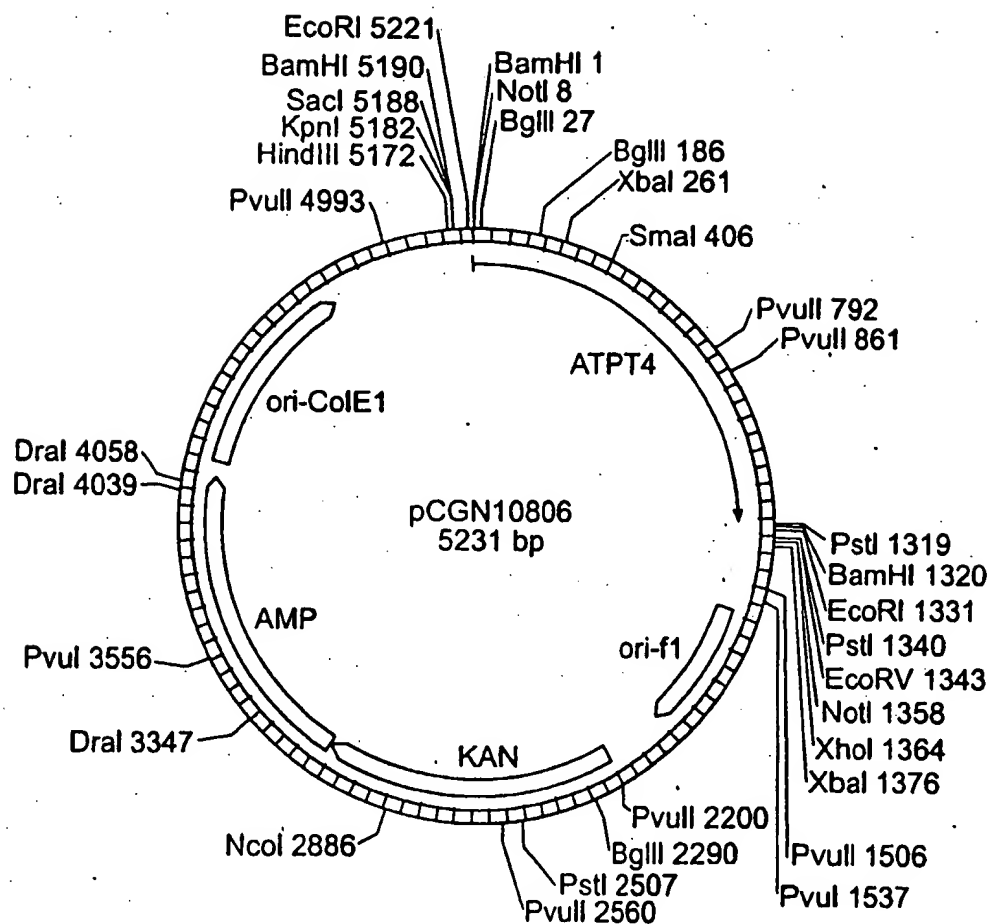 EcoRI 5221
BamHI 5190
SacI 5188
KpnI 5182
HindIII 5172
PvuII 4993
BamHI 1
NotI 8
BglII 27
BglII 186
XbaI 261
SmaI 406
PvuII 792
PvuII 861
ATPT4
ori-ColE1
DraI 4058
DraI 4039
pCGN10806
5231 bp
PstI 1319
BamHI 1320
EcoRI 1331
PstI 1340
EcoRV 1343
NotI 1358
XhoI 1364
XbaI 1376
AMP
ori-f1
PvuI 3556
DraI 3347
KAN
NcoI 2886
PvuII 2200
BglII 2290
PstI 2507
PvuII 2560
PvuII 1506
PvuI 1537